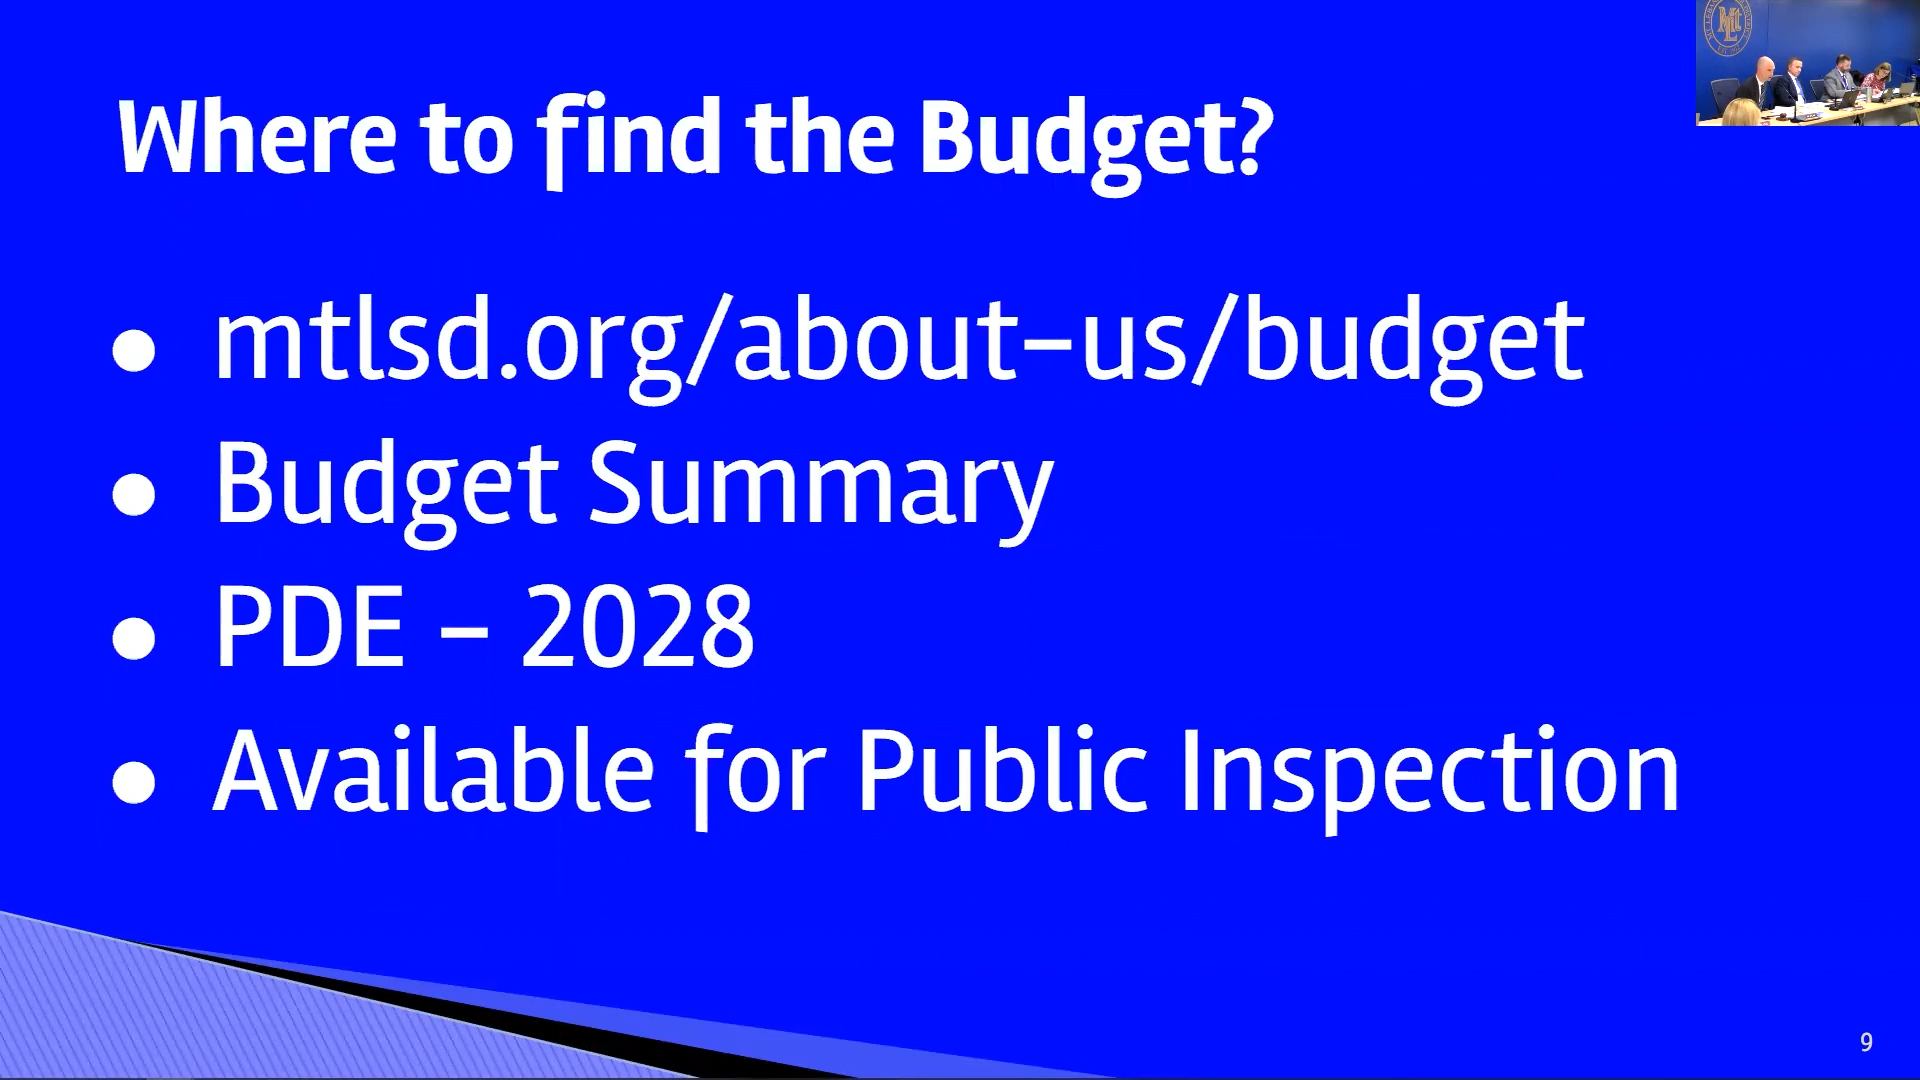 Where to find the Budget?
● mtlsd.org/about-us/budget
● Budget Summary
● PDE – 2028
● Available for Public Inspection
9